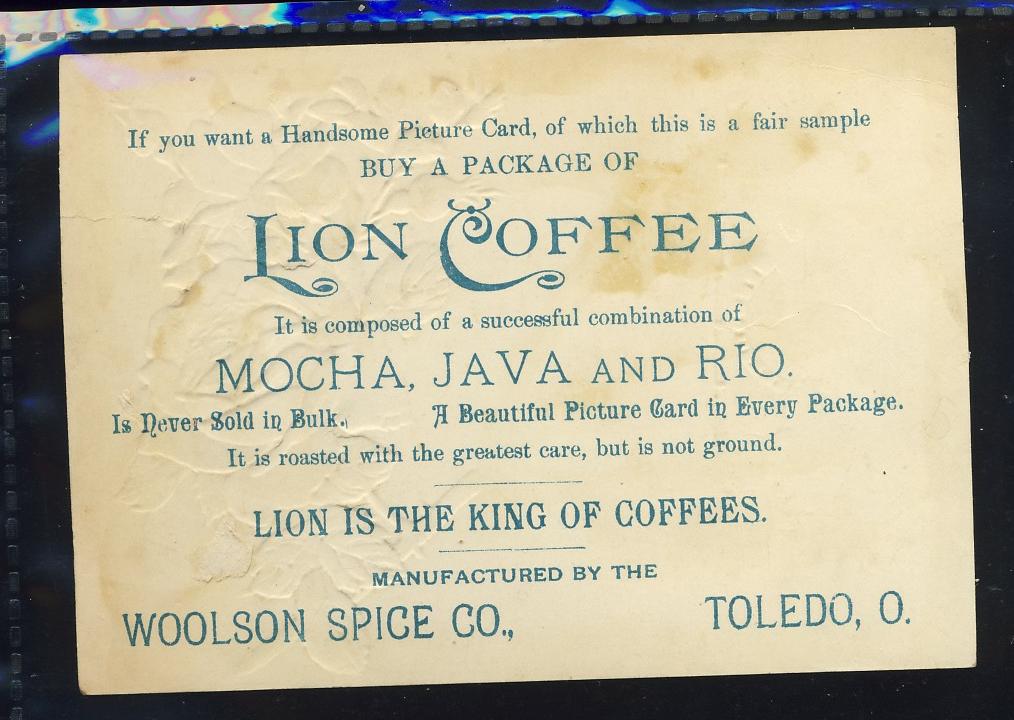 If you want a Handsome Picture Card, of which this is a fair sample
BUY A PACKAGE OF
LION COFFEE
It is composed of a successful combination of
MOCHA, JAVA AND RIO.
Is Never Sold in Bulk. A Beautiful Picture Card in Every Package.
It is roasted with the greatest care, but is not ground.
LION IS THE KING OF COFFEES.
MANUFACTURED BY THE
WOOLSON SPICE CO., TOLEDO, O.